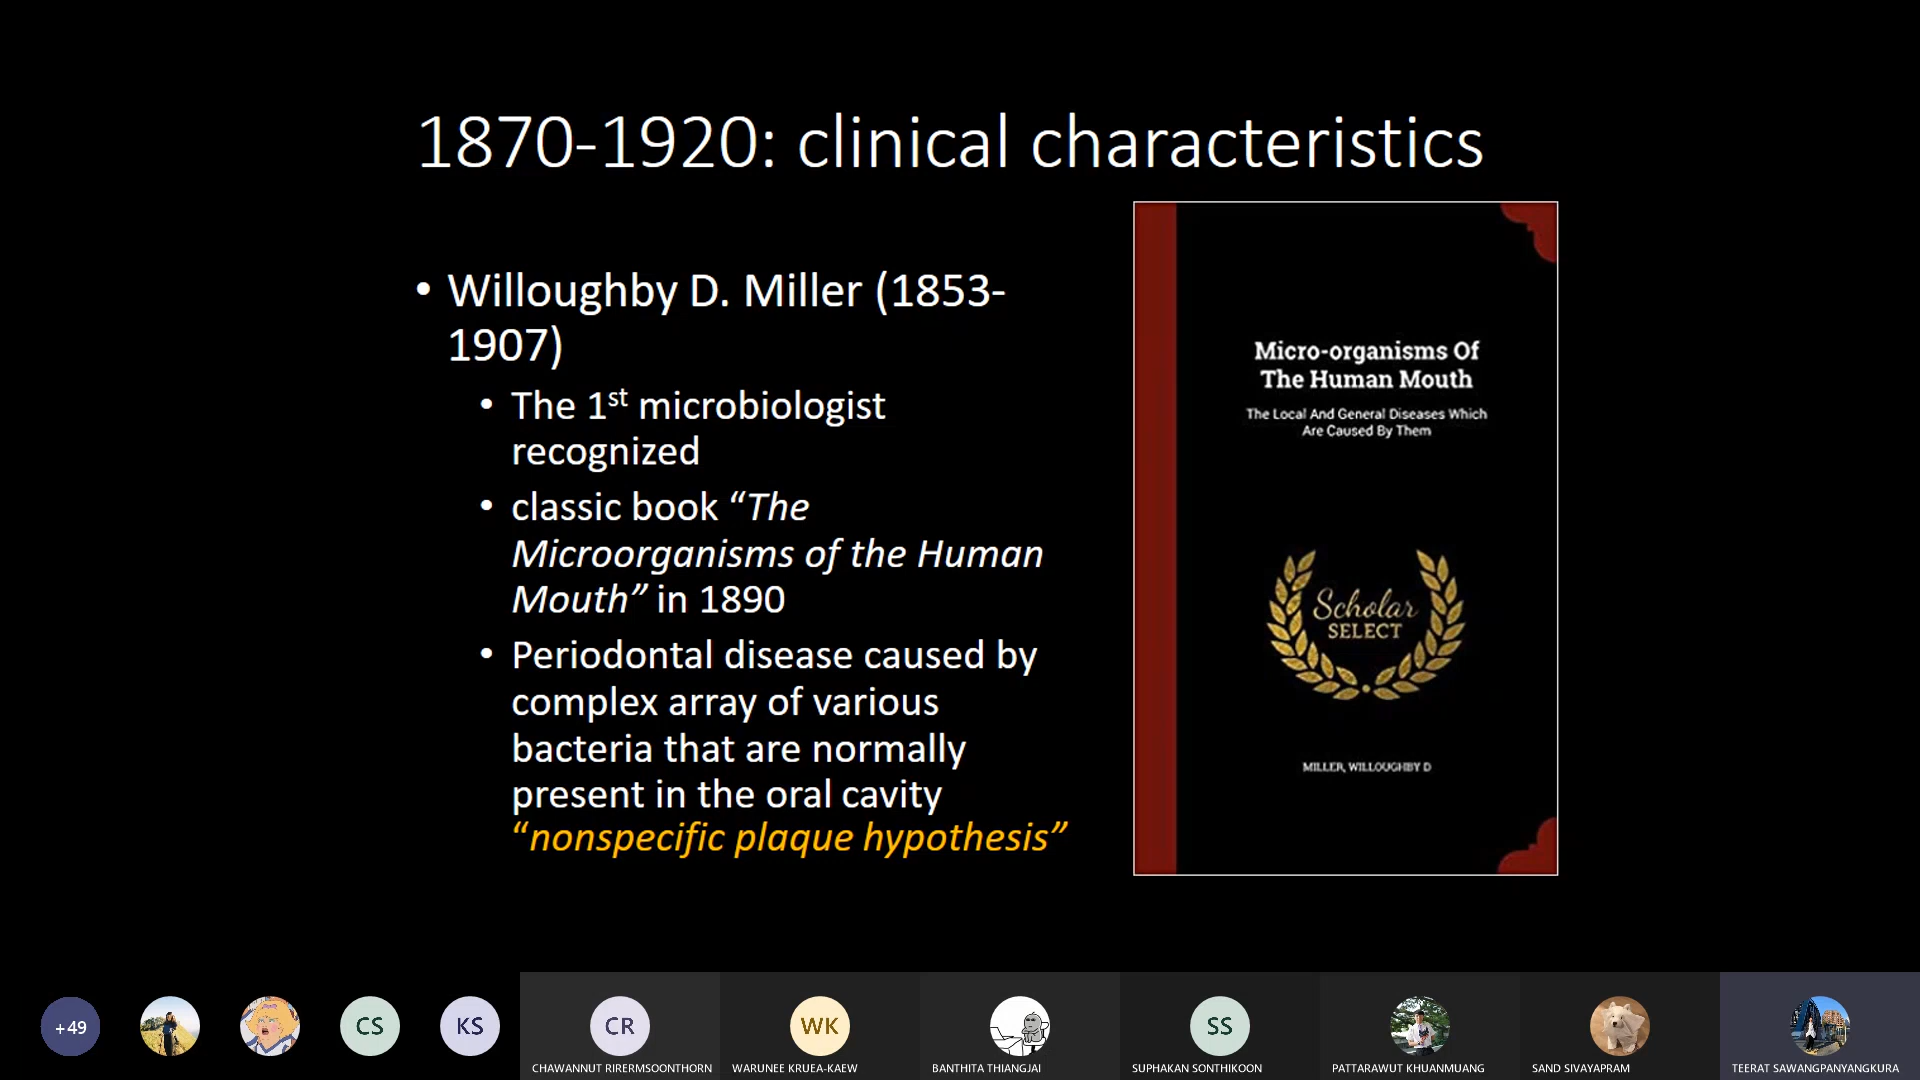 1870-1920: clinical characteristics
• Willoughby D. Miller (1853-
1907)
• The 1st microbiologist
recognized
• classic book “The
Microorganisms of the Human
Mouth” in 1890
• Periodontal disease caused by
complex array of various
bacteria that are normally
present in the oral cavity
“nonspecific plaque hypothesis”
Micro-organisms Of
The Human Mouth
The Local And General Diseases Which
Are Caused By Them
Scholar
SELECT
MILLER, WILLOUGHBY D
+49
CS
KS
CR
WK
SS
CHAWANNUT RIRERMSOONTHORN
WARUNEE KRUEA-KAEW
BANTHITA THIANGJAI
SUPHAKAN SONTHIKOON
PATTARAWUT KHUANMUANG
SAND SIVAYAPRAM
TEERAT SAWANGPANYANGKURA